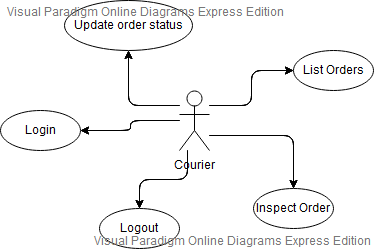 Visual Paradigm Online Diagrams Express Edition
Update order status
List Orders
Login
Courier
Inspect Order
Logout
Visual Paradigm Online Diagrams Express Edition